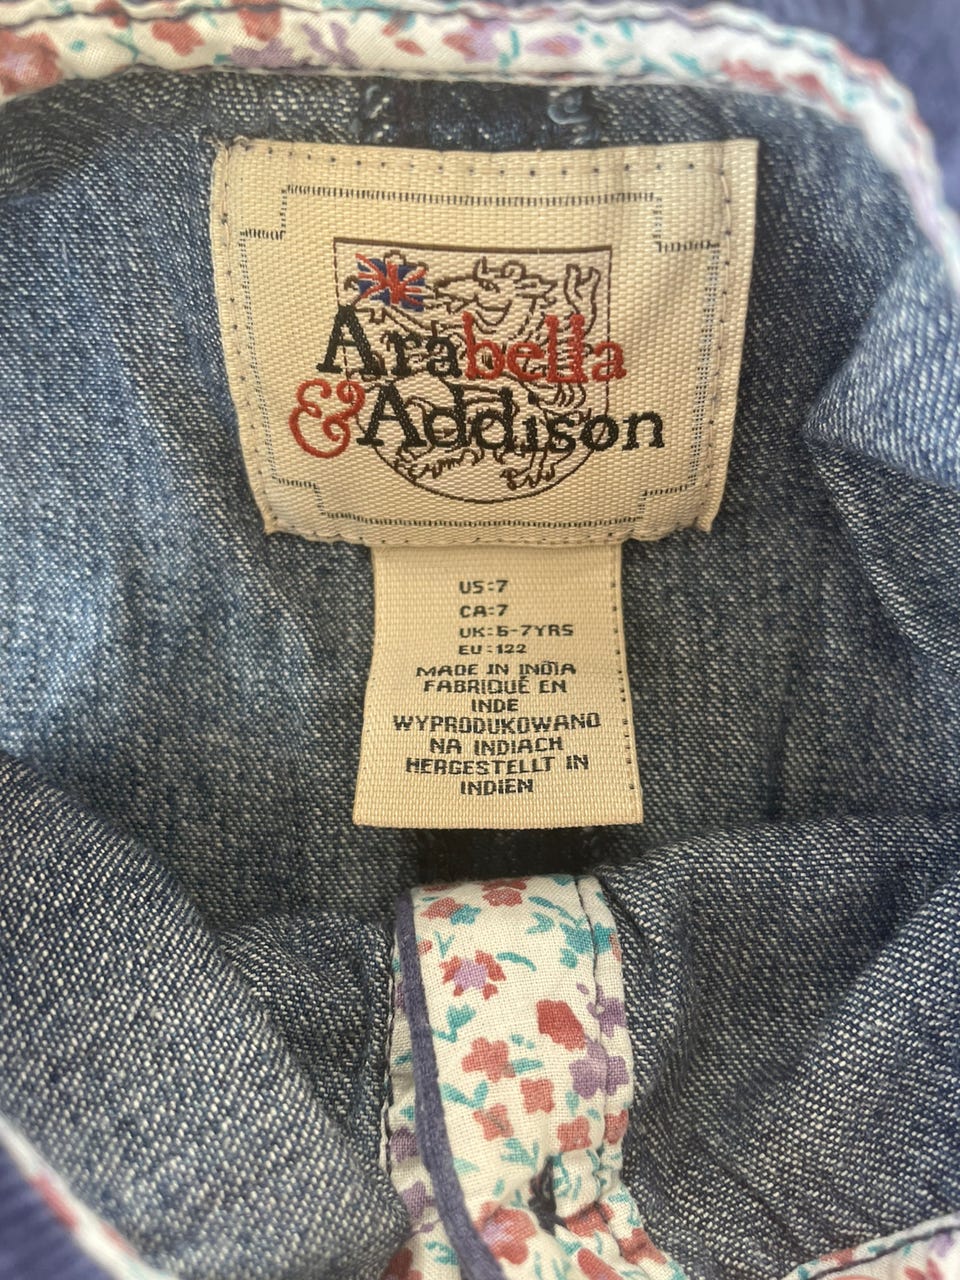 Arabella
&Addison
US:7
CA:7
UK:6-7YRS
EU:122
MADE IN INDIA
FABRIQUÉ EN
INDE
WYPRODUKOWANO
NA INDIACH
HERGESTELLT IN
INDIEN